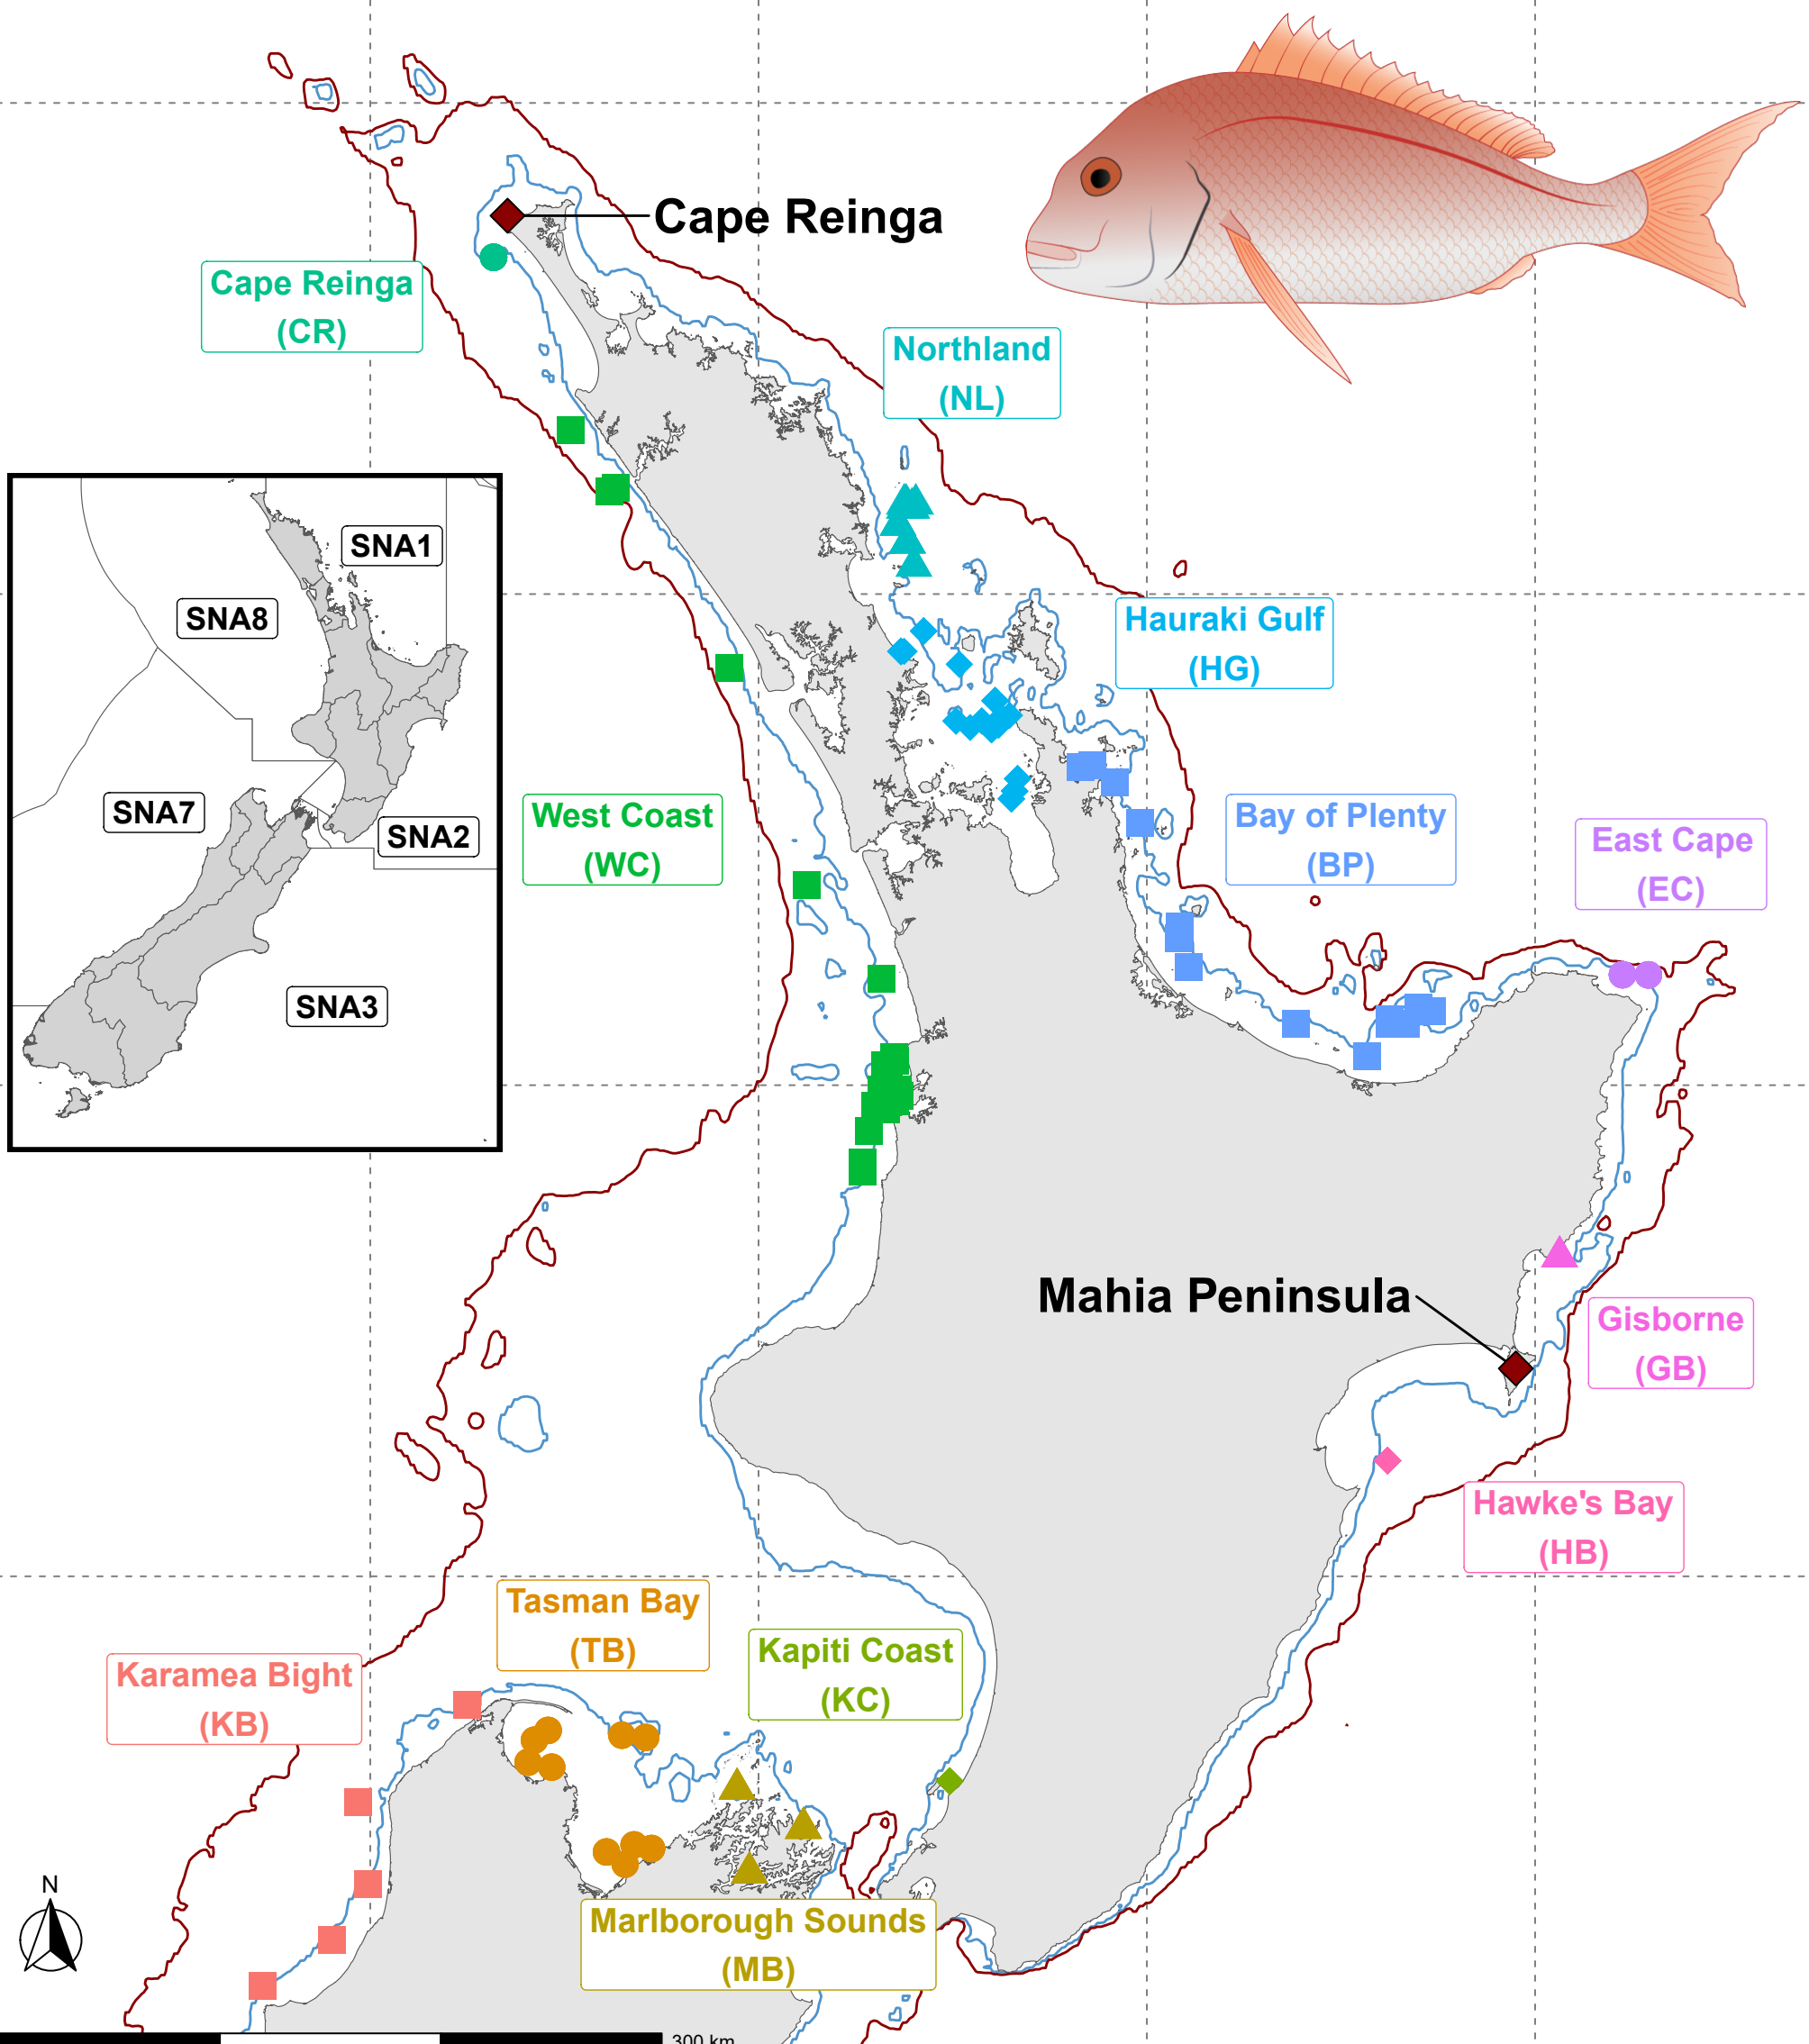 Cape Reinga
Cape Reinga
(CR)
Northland
(NL)
SNA1
SNA8
SNA7
SNA2
SNA3
Hauraki Gulf
(HG)
West Coast
(WC)
Bay of Plenty
(BP)
East Cape
(EC)
Mahia Peninsula
Gisborne
(GB)
Hawke's Bay
(HB)
Tasman Bay
(TB)
Kapiti Coast
(KC)
Karamea Bight
(KB)
Marlborough Sounds
(MB)
N
300 km